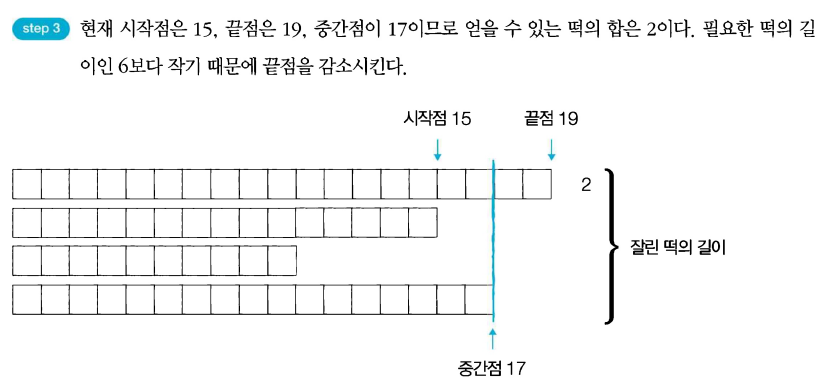 step 3 현재 시작점은 15, 끝점은 19, 중간점이 17이므로 얻을 수 있는 떡의 합은 2이다. 필요한 떡의 길
이인 6보다 작기 때문에 끝점을 감소시킨다.
시작점 15 끝점 19
2
잘린 떡의 길이
중간점 17